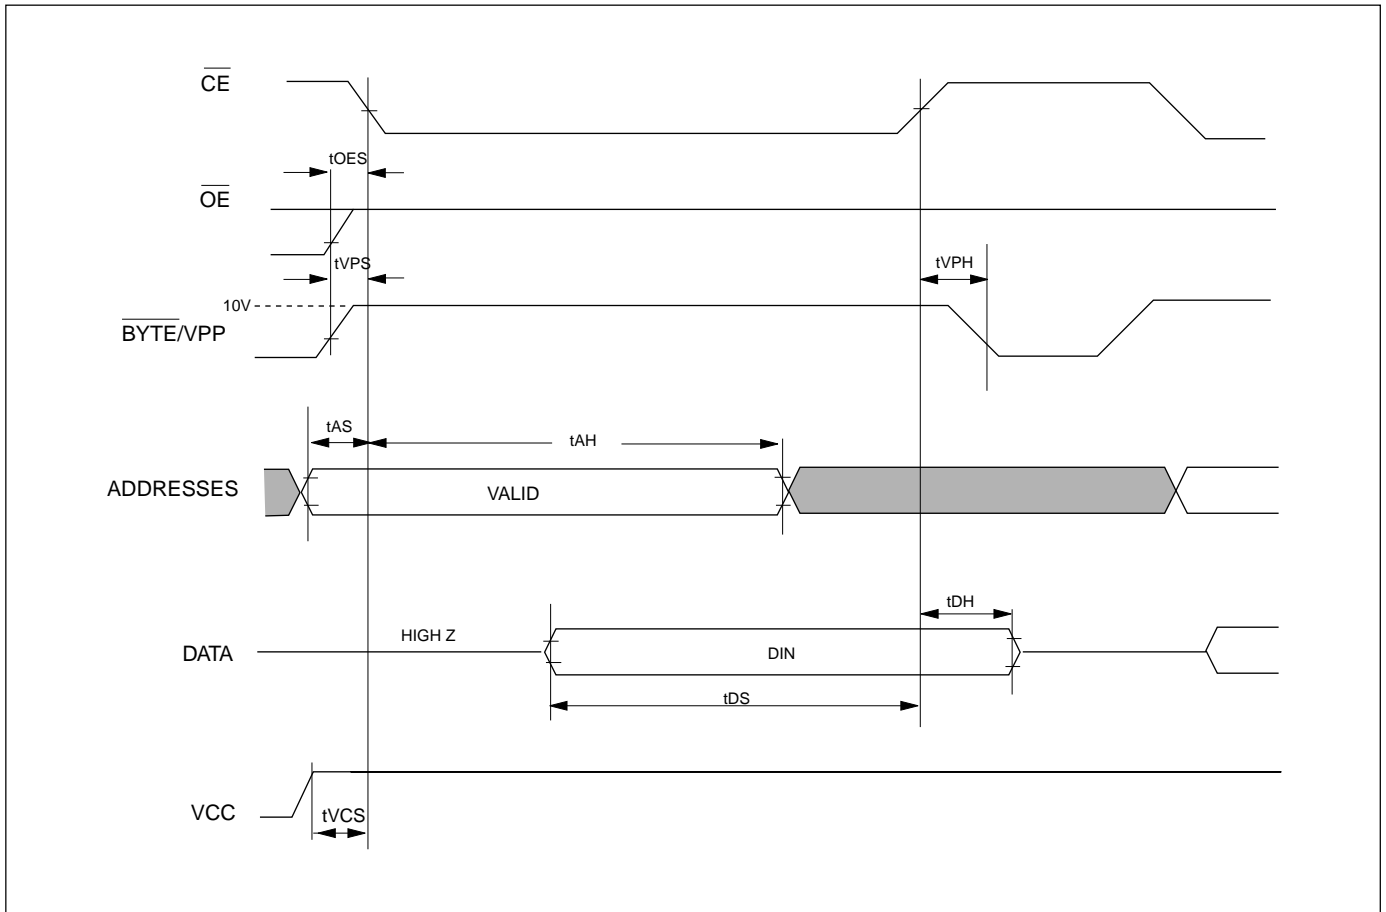 CE
tOES
OE
tVPS
tVPH
10V
BYTE/VPP
tAS
tAH
ADDRESSES
VALID
tDH
HIGH Z
DATA
DIN
tDS
VCC
tVCS